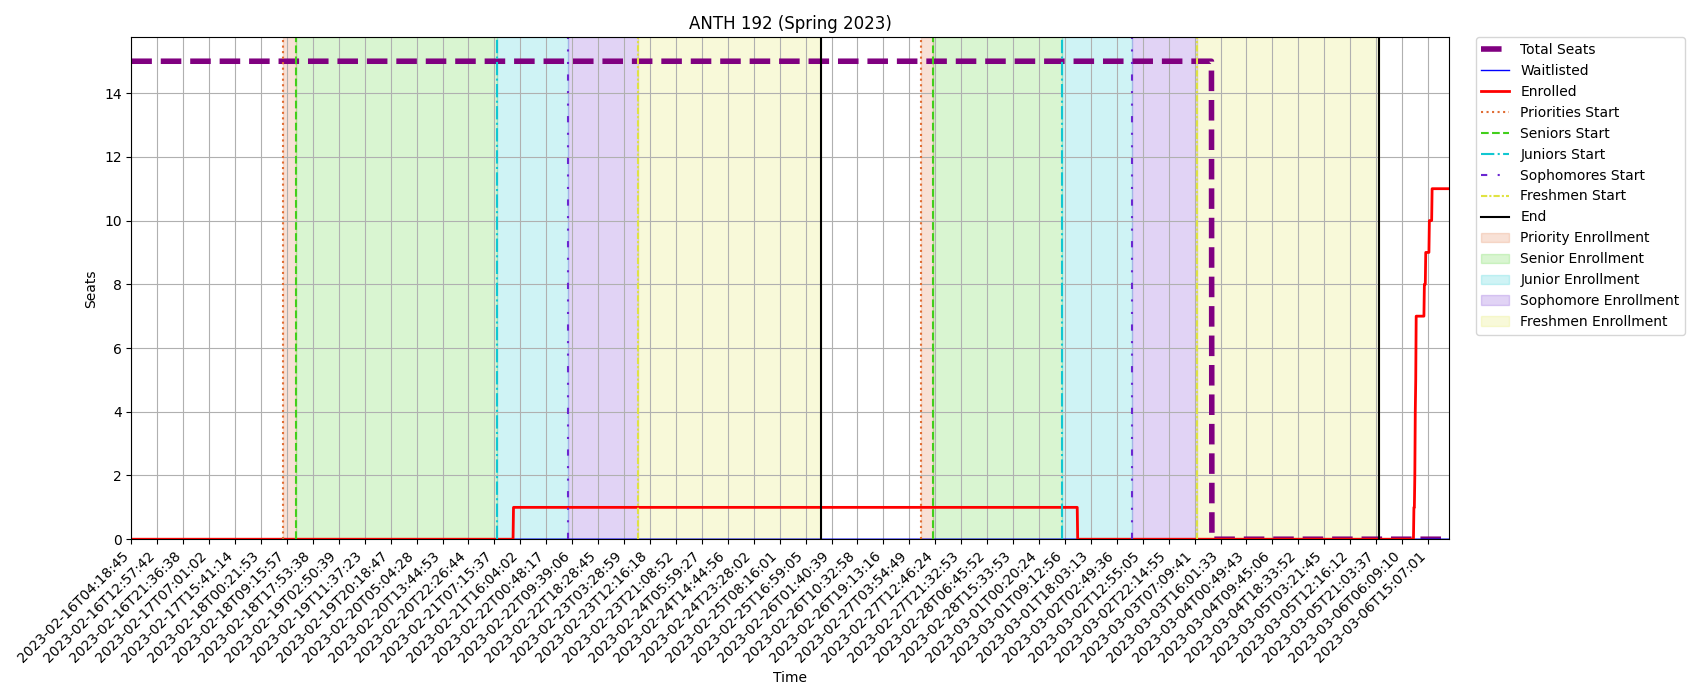 ANTH 192 (Spring 2023)
Seats
14
12
10
8
6
4
2
0
2023-02-16T04:18:45
2023-02-16T12:57:42
2023-02-16T21:36:38
2023-02-17T07:01:02
2023-02-17T15:41:14
2023-02-18T00:21:53
2023-02-18T09:15:57
2023-02-18T17:53:38
2023-02-19T02:50:39
2023-02-19T11:37:23
2023-02-19T20:18:47
2023-02-20T05:04:28
2023-02-20T13:44:53
2023-02-20T22:26:44
2023-02-21T07:15:37
2023-02-21T16:04:02
2023-02-22T00:48:17
2023-02-22T09:39:06
2023-02-22T18:28:45
2023-02-23T03:28:59
2023-02-23T12:16:18
2023-02-23T21:08:52
2023-02-24T05:59:27
2023-02-24T14:44:56
2023-02-24T23:28:02
2023-02-25T08:16:01
2023-02-25T16:59:05
2023-02-26T01:40:39
2023-02-26T10:32:58
2023-02-26T19:13:16
2023-02-27T03:54:49
2023-02-27T12:46:24
2023-02-27T21:32:53
2023-02-28T06:45:52
2023-02-28T15:33:53
2023-03-01T00:20:24
2023-03-01T09:12:56
2023-03-01T18:03:13
2023-03-02T02:49:36
2023-03-02T12:55:05
2023-03-02T22:14:55
2023-03-03T07:09:41
2023-03-03T16:01:33
2023-03-04T00:49:43
2023-03-04T09:45:06
2023-03-04T18:33:52
2023-03-05T03:21:45
2023-03-05T12:16:12
2023-03-05T21:03:37
2023-03-06T06:09:10
2023-03-06T15:07:01
Time
Total Seats
Waitlisted
Enrolled
Priorities Start
Seniors Start
Juniors Start
Sophomores Start
Freshmen Start
End
Priority Enrollment
Senior Enrollment
Junior Enrollment
Sophomore Enrollment
Freshmen Enrollment